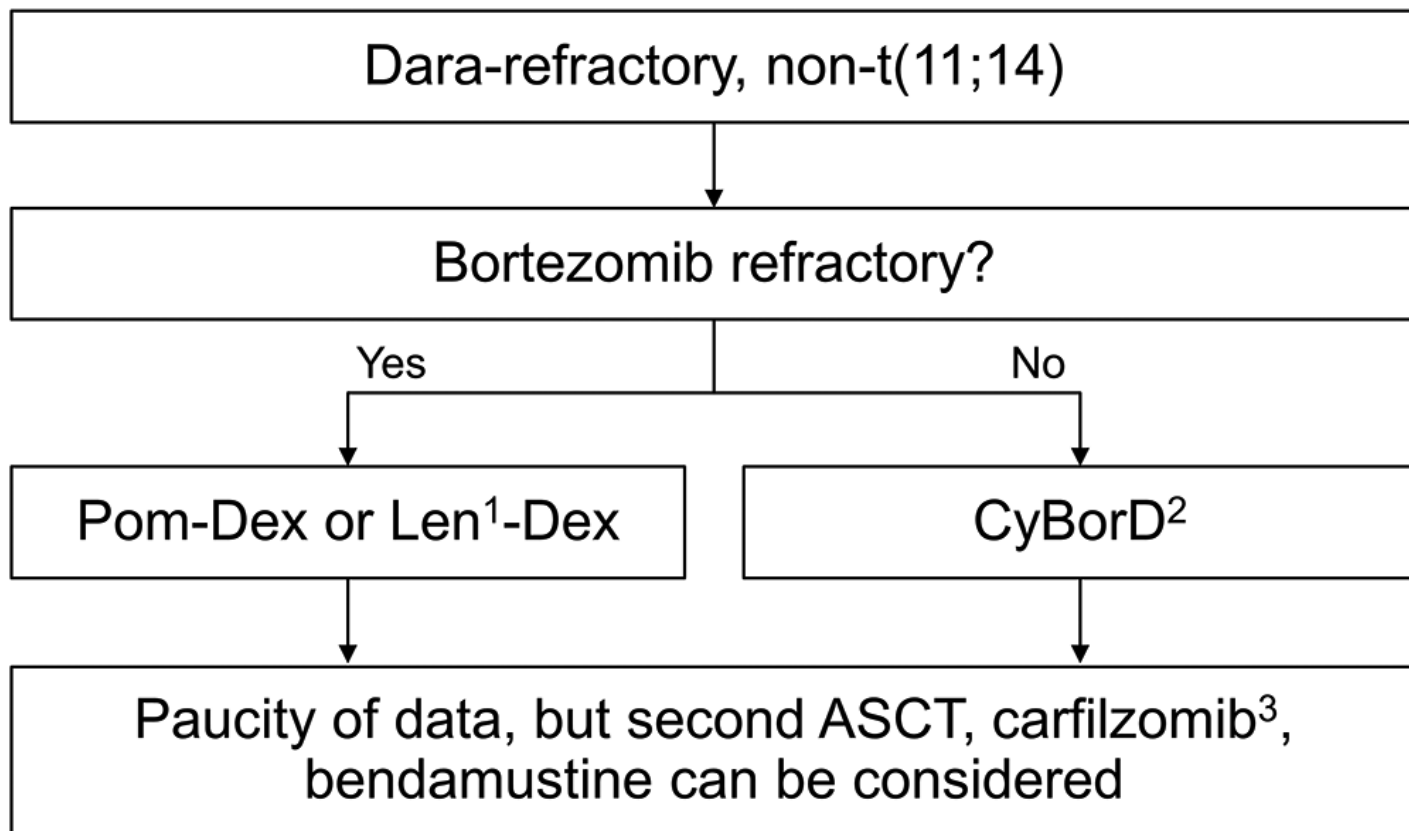 Dara-refractory, non-t(11;14)
Bortezomib refractory?
Yes
No
Pom-Dex or Len¹-Dex
CyBorD²
Paucity of data, but second ASCT, carfilzomib³,
bendamustine can be considered